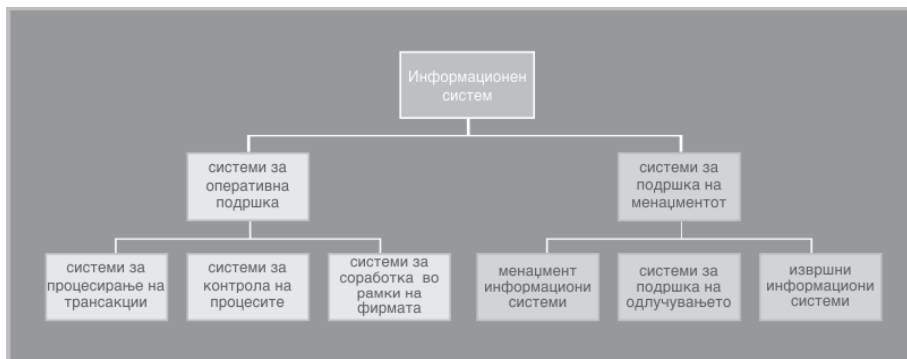 Информационен
систем
системи за
оперативна
подршка
системи за
подршка на
менаџментот
системи за
процесирање на
трансакции
системи за
контрола на
процесите
системи за
соработка во
рамки на
фирмата
менаџмент
информациони
системи
системи за
подршка на
одлучувањето
извршни
информациони
системи